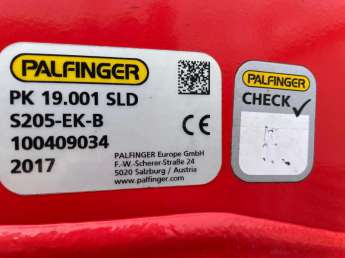 PALFINGER
PK 19.001 SLD
S205-EK-B
100409034
2017
PALFINGER Europe GmbH
F.-W.-Scherer-Straße 24
5020 Salzburg / Austria
www.palfinger.com
PALFINGER
CHECK